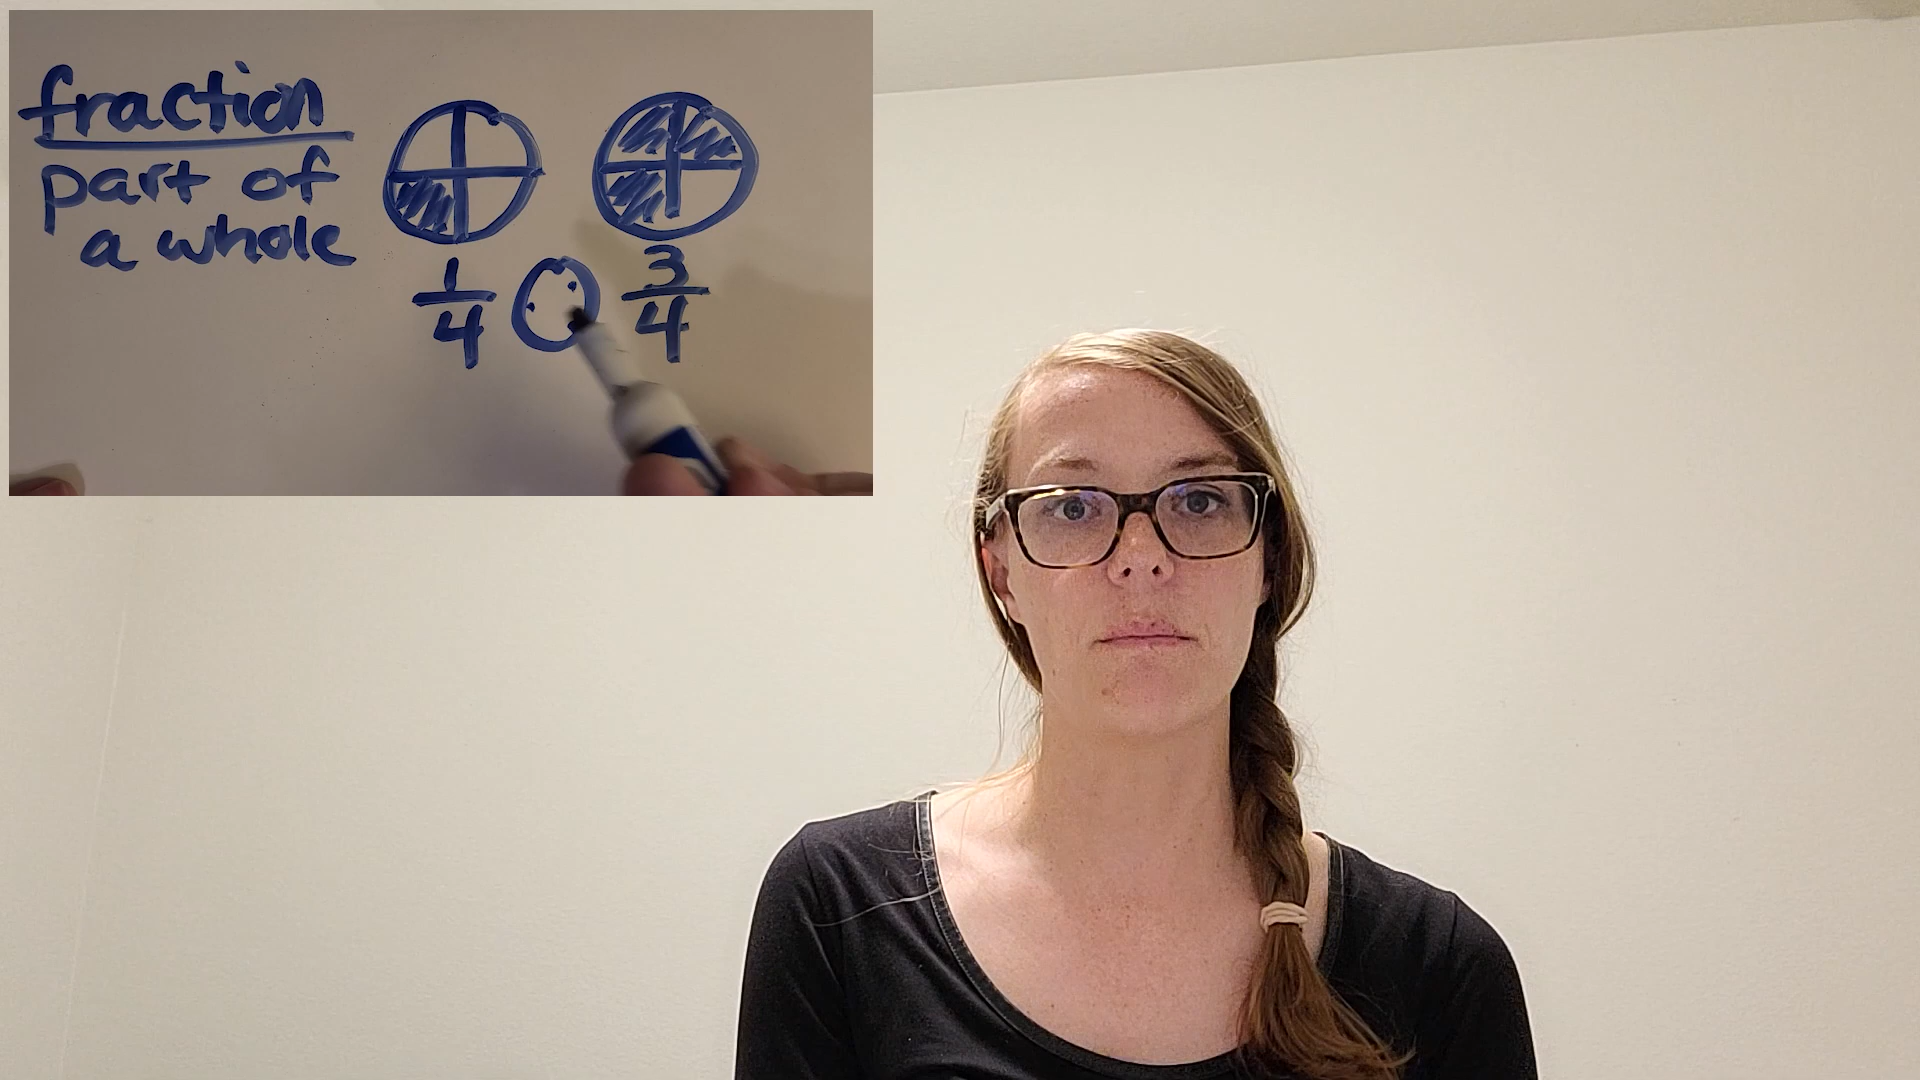 fraction
part of
a whole
1/4
3/4